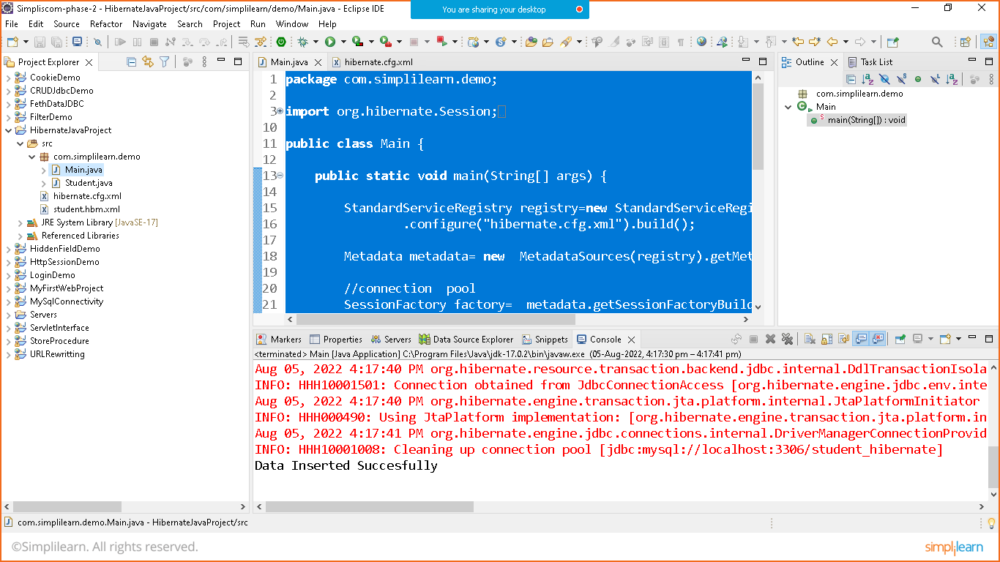 Simpliscom-phase-2 - HibernateJavaProject/src/com/simplilearn/demo/Main.java - Eclipse IDE
You are sharing your desktop
File Edit Source Refactor Navigate Search Project Run Window Help
Project Explorer
CookieDemo
CRUDJdbcDemo
FethDataJDBC
FilterDemo
HibernateJavaProject
src
com.simplilearn.demo
Main.java
Student.java
hibernate.cfg.xml
student.hbm.xml
JRE System Library [JavaSE-17]
Referenced Libraries
HiddenFieldDemo
HttpSessionDemo
LoginDemo
MyFirstWebProject
MySqlConnectivity
Servers
ServletInterface
StoreProcedure
URLRewritting
Main.java hibernate.cfg.xml
1 package com.simplilearn.demo;
2
3 import org.hibernate.Session;
10
11 public class Main {
12
13 public static void main(String[] args) {
14
15 StandardServiceRegistry registry=new StandardServiceRegi
16 .configure("hibernate.cfg.xml").build();
17
18 Metadata metadata= new  MetadataSources(registry).getMet
19
20 //connection  pool
21 SessionFactory factory=  metadata.getSessionFactoryBuild
Outline Task List
com.simplilearn.demo
Main
main(String[]) : void
Markers Properties Servers Data Source Explorer Snippets Console
<terminated> Main [Java Application] C:\Program Files\Java\jdk-17.0.2\bin\javaw.exe (05-Aug-2022, 4:17:30 pm – 4:17:41 pm)
Aug 05, 2022 4:17:40 PM org.hibernate.resource.transaction.backend.jdbc.internal.DdlTransactionIsola
INFO: HHH10001501: Connection obtained from JdbcConnectionAccess [org.hibernate.engine.jdbc.env.inte
Aug 05, 2022 4:17:40 PM org.hibernate.engine.transaction.jta.platform.internal.JtaPlatformInitiator
INFO: HHH000490: Using JtaPlatform implementation: [org.hibernate.engine.transaction.jta.platform.in
Aug 05, 2022 4:17:41 PM org.hibernate.engine.jdbc.connections.internal.DriverManagerConnectionProvid
INFO: HHH10001008: Cleaning up connection pool [jdbc:mysql://localhost:3306/student_hibernate]
Data Inserted Succesfully
com.simplilearn.demo.Main.java - HibernateJavaProject/src
©Simplilearn. All rights reserved.
simplilearn